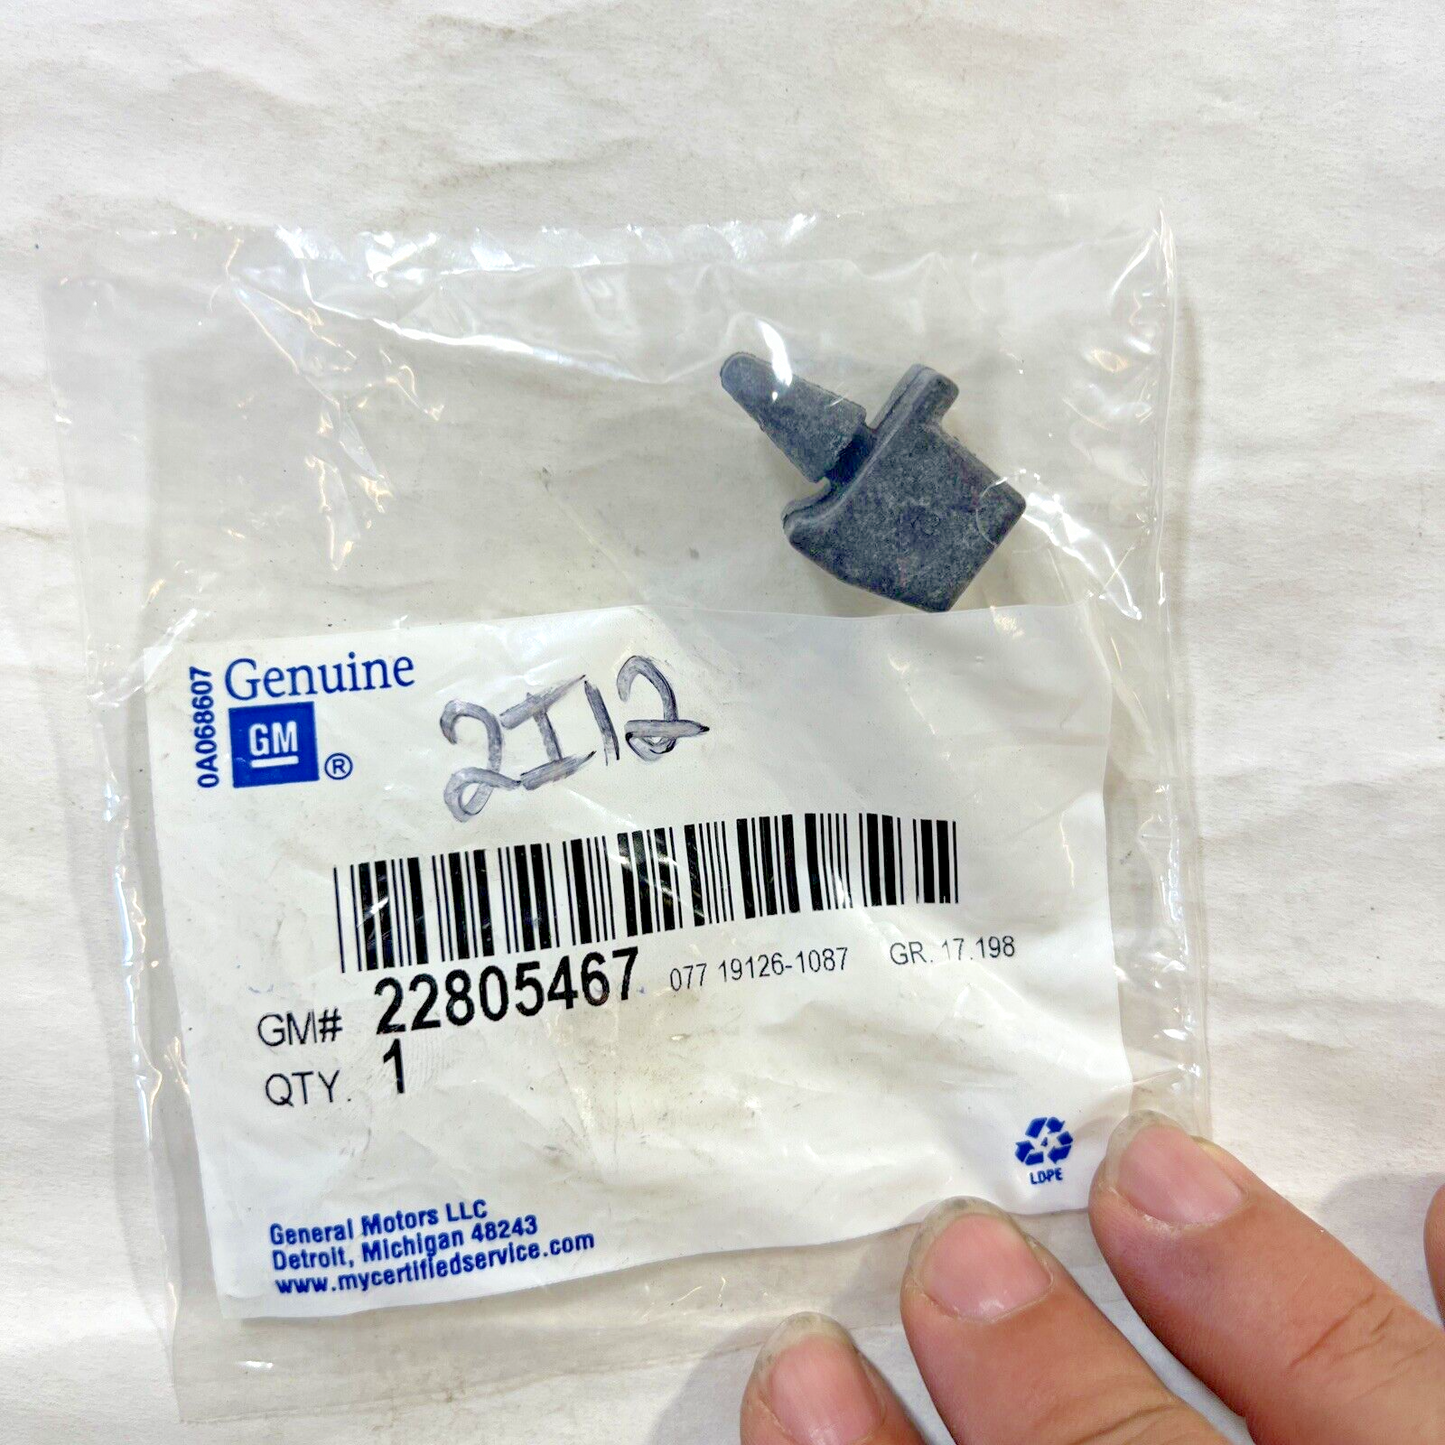 0A068607
Genuine
GM
®
2I12
GM# 22805467 077 19126-1087 GR. 17.198
QTY. 1
4
LDPE
General Motors LLC
Detroit, Michigan 48243
www.mycertifiedservice.com